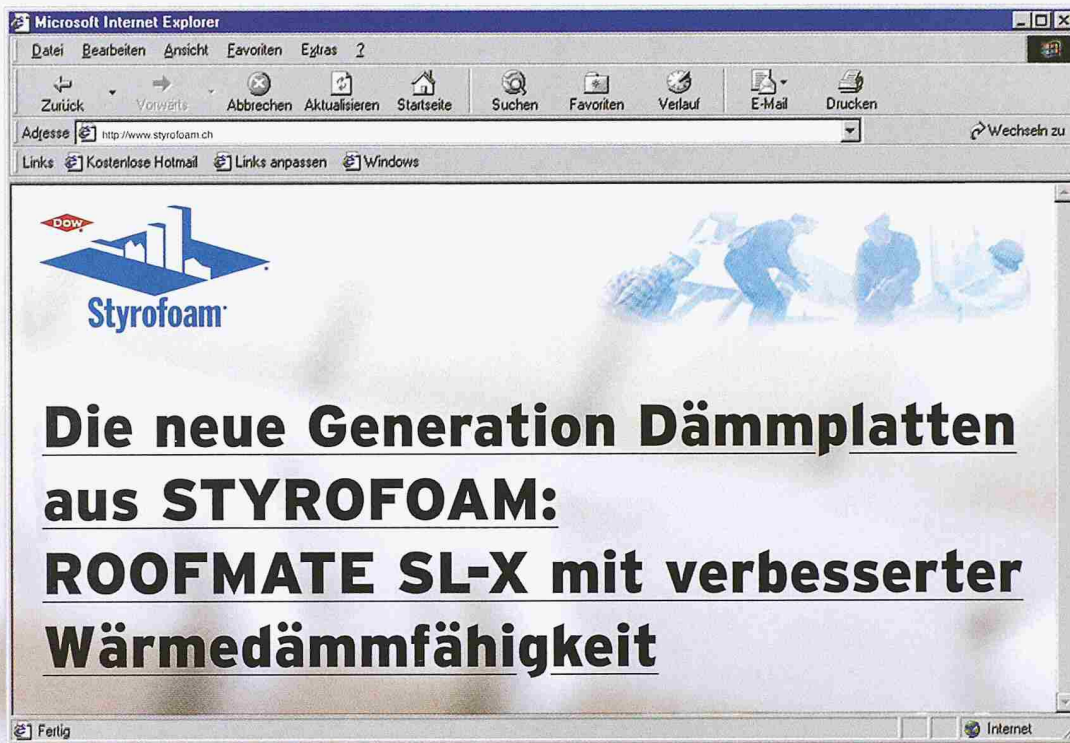 Microsoft Internet Explorer
Datei Bearbeiten Ansicht Favoriten Extras ?
Zurück Vorwärts Abbrechen Aktualisieren Startseite Suchen Favoriten Verlauf E-Mail Drucken
Adresse http://www.styrofoam.ch Wechseln zu
Links Kostenlose Hotmail Links anpassen Windows
DOW
Styrofoam
Die neue Generation Dämmplatten
aus STYROFOAM:
ROOFMATE SL-X mit verbesserter
Wärmedämmfähigkeit
Fertig Internet